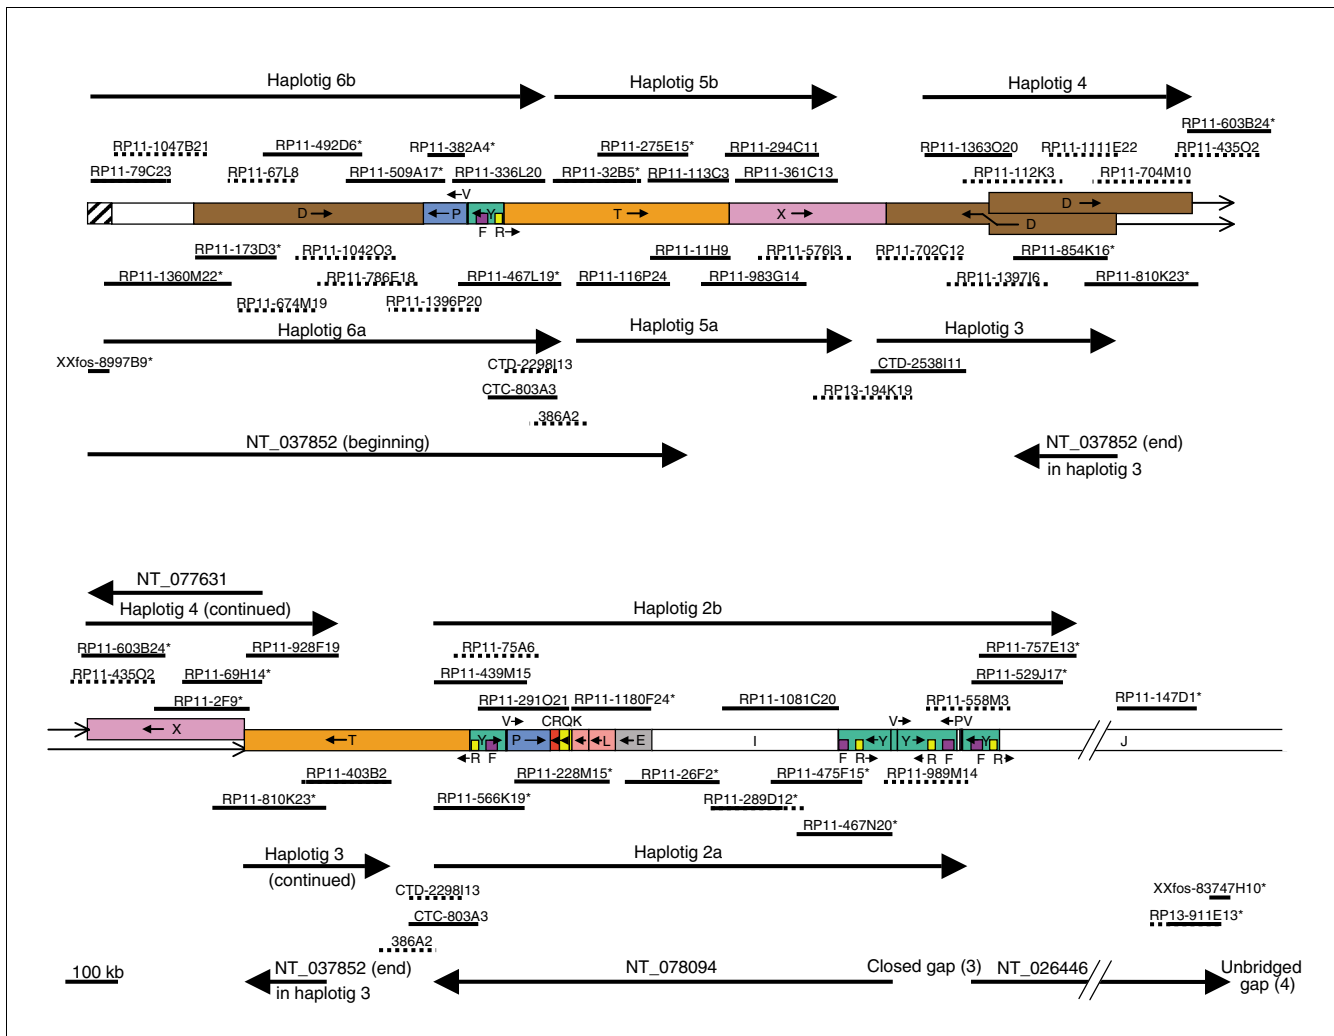 Haplotig 6b
Haplotig 5b
Haplotig 4
RP11-603B24*
RP11-1047B21
RP11-492D6*
RP11-382A4*
RP11-275E15*
RP11-294C11
RP11-1363O20
RP11-1111E22
RP11-435O2
RP11-79C23
RP11-67L8
RP11-509A17*
RP11-336L20
RP11-32B5*
RP11-113C3
RP11-361C13
RP11-112K3
RP11-704M10
V
D
P
Y
T
X
D
D
F
R
RP11-173D3*
RP11-1042O3
RP11-11H9
RP11-576I3
RP11-702C12
RP11-854K16*
RP11-1360M22*
RP11-786E18
RP11-467L19*
RP11-116P24
RP11-983G14
RP11-1397I6
RP11-810K23*
RP11-674M19
RP11-1396P20
Haplotig 6a
Haplotig 5a
Haplotig 3
XXfos-8997B9*
CTD-2298I13
CTD-2538I11
CTC-803A3
RP13-194K19
386A2
NT_037852 (beginning)
NT_037852 (end)
in haplotig 3
NT_077631
Haplotig 4 (continued)
Haplotig 2b
RP11-603B24*
RP11-928F19
RP11-75A6
RP11-757E13*
RP11-435O2
RP11-69H14*
RP11-439M15
RP11-529J17*
RP11-2F9*
RP11-291O21
RP11-1180F24*
RP11-1081C20
RP11-558M3
RP11-147D1*
V
CRQK
V
PV
X
T
Y
P
L
E
I
Y
Y
Y
J
R
F
F
R
R
F
F
R
RP11-403B2
RP11-228M15*
RP11-26F2*
RP11-475F15*
RP11-989M14
RP11-810K23*
RP11-566K19*
RP11-289D12*
RP11-467N20*
Haplotig 3
(continued)
Haplotig 2a
CTD-2298I13
XXfos-83747H10*
CTC-803A3
RP13-911E13*
386A2
100 kb
NT_037852 (end)
in haplotig 3
NT_078094
Closed gap (3)
NT_026446
Unbridged
gap (4)